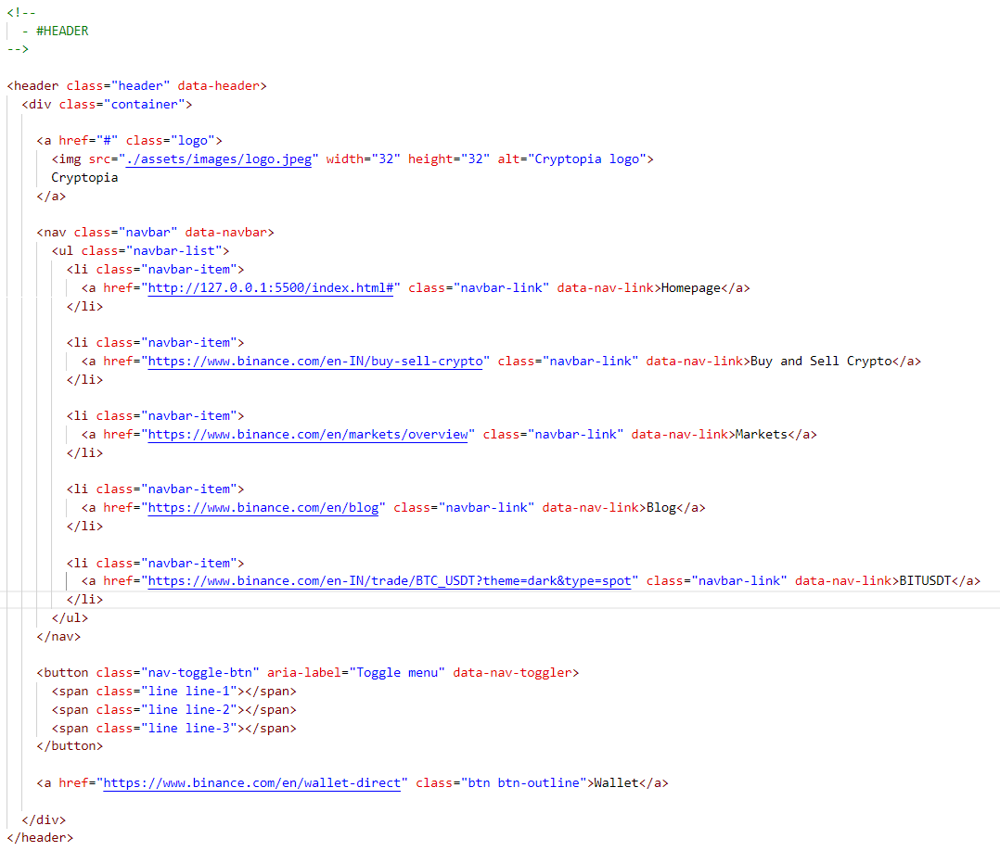 <!--
  - #HEADER
-->

<header class="header" data-header>
  <div class="container">

    <a href="#" class="logo">
      <img src="./assets/images/logo.jpeg" width="32" height="32" alt="Cryptopia logo">
      Cryptopia
    </a>

    <nav class="navbar" data-navbar>
      <ul class="navbar-list">
        <li class="navbar-item">
          <a href="http://127.0.0.1:5500/index.html#" class="navbar-link" data-nav-link>Homepage</a>
        </li>

        <li class="navbar-item">
          <a href="https://www.binance.com/en-IN/buy-sell-crypto" class="navbar-link" data-nav-link>Buy and Sell Crypto</a>
        </li>

        <li class="navbar-item">
          <a href="https://www.binance.com/en/markets/overview" class="navbar-link" data-nav-link>Markets</a>
        </li>

        <li class="navbar-item">
          <a href="https://www.binance.com/en/blog" class="navbar-link" data-nav-link>Blog</a>
        </li>

        <li class="navbar-item">
          <a href="https://www.binance.com/en-IN/trade/BTC_USDT?theme=dark&type=spot" class="navbar-link" data-nav-link>BITUSDT</a>
        </li>
      </ul>
    </nav>

    <button class="nav-toggle-btn" aria-label="Toggle menu" data-nav-toggler>
      <span class="line line-1"></span>
      <span class="line line-2"></span>
      <span class="line line-3"></span>
    </button>

    <a href="https://www.binance.com/en/wallet-direct" class="btn btn-outline">Wallet</a>

  </div>
</header>